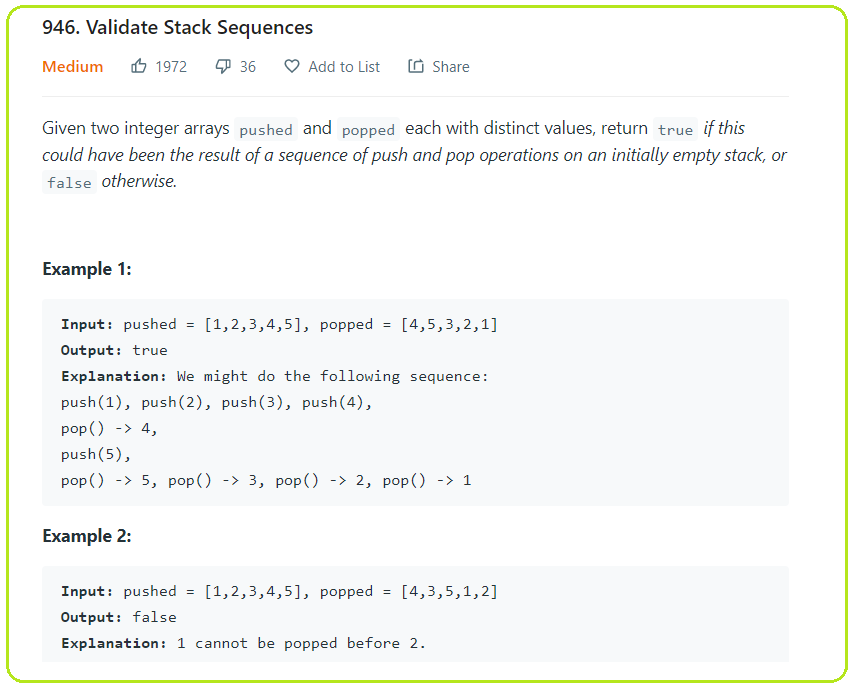 946. Validate Stack Sequences
Medium 1972 36 Add to List Share
Given two integer arrays pushed and popped each with distinct values, return true if this
could have been the result of a sequence of push and pop operations on an initially empty stack, or
false otherwise.
Example 1:
Input: pushed = [1,2,3,4,5], popped = [4,5,3,2,1]
Output: true
Explanation: We might do the following sequence:
push(1), push(2), push(3), push(4),
pop() -> 4,
push(5),
pop() -> 5, pop() -> 3, pop() -> 2, pop() -> 1
Example 2:
Input: pushed = [1,2,3,4,5], popped = [4,3,5,1,2]
Output: false
Explanation: 1 cannot be popped before 2.